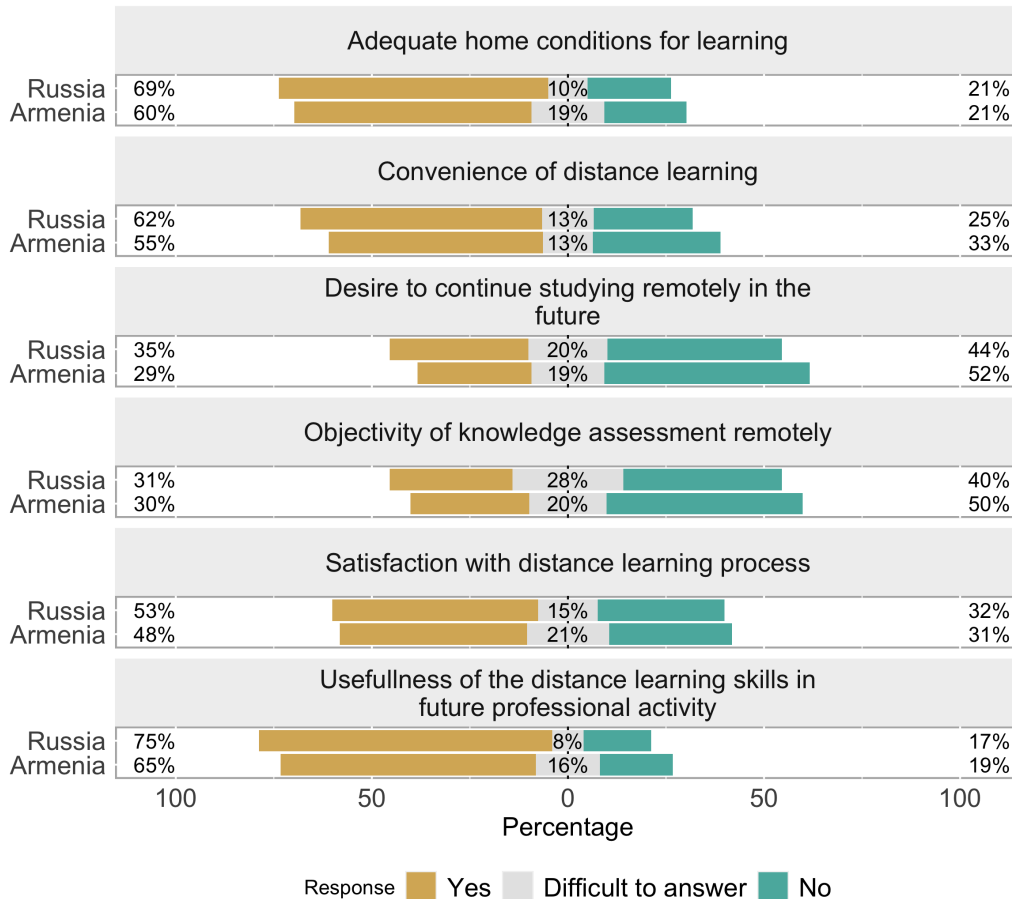 Adequate home conditions for learning
Russia 69% 10% 21%
Armenia 60% 19% 21%
Convenience of distance learning
Russia 62% 13% 25%
Armenia 55% 13% 33%
Desire to continue studying remotely in the
future
Russia 35% 20% 44%
Armenia 29% 19% 52%
Objectivity of knowledge assessment remotely
Russia 31% 28% 40%
Armenia 30% 20% 50%
Satisfaction with distance learning process
Russia 53% 15% 32%
Armenia 48% 21% 31%
Usefullness of the distance learning skills in
future professional activity
Russia 75% 8% 17%
Armenia 65% 16% 19%
100 50 0 50 100
Percentage
Response Yes Difficult to answer No